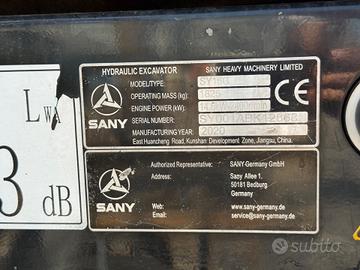 HYDRAULIC EXCAVATOR SANY HEAVY MACHINERY LIMITED
MODEL/TYPE:
OPERATING MASS(kg):
ENGINE POWER(kW):
SERIAL NUMBER:
MANUFACTURING YEAR: 2020
East Huancheng Road, Kunshan Development Zone, Jiangsu, China.
SANY
CE
LWA
3 dB
Authorized Representative: SANY-Germany GmbH
Address: Sany Allee 1.
50181 Bedburg
Germany
Web: www.sany-germany.de
E-Mail: service@sany-germany.de
SANY
subito